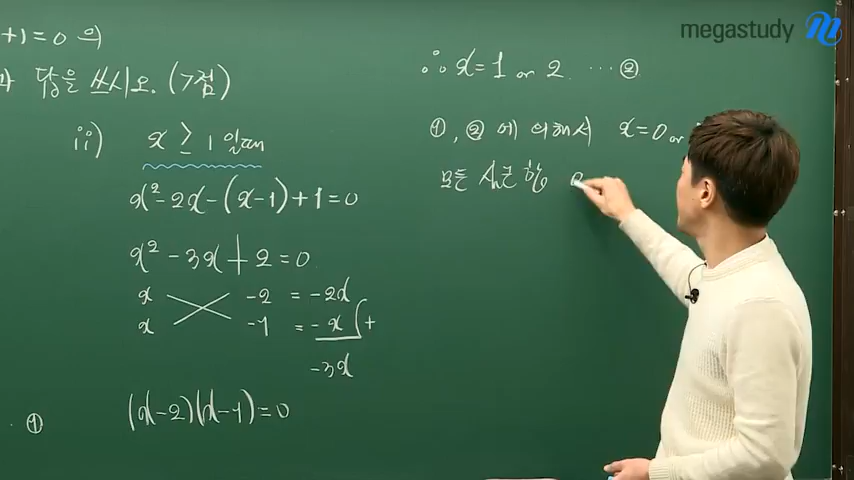 megastudy
+1=0 의
답을 쓰시오. (7점)
ii) x ≥ 1 일때
x²-2x-(x-1)+1=0
x²-3x+2=0
x -2 =-2x
x -1 =-x (+
-3x
① (x-2)(x-1)=0
∴ x=1 or 2. … ②
①, ② 에 의해서 x=0 or
모든 실근 합